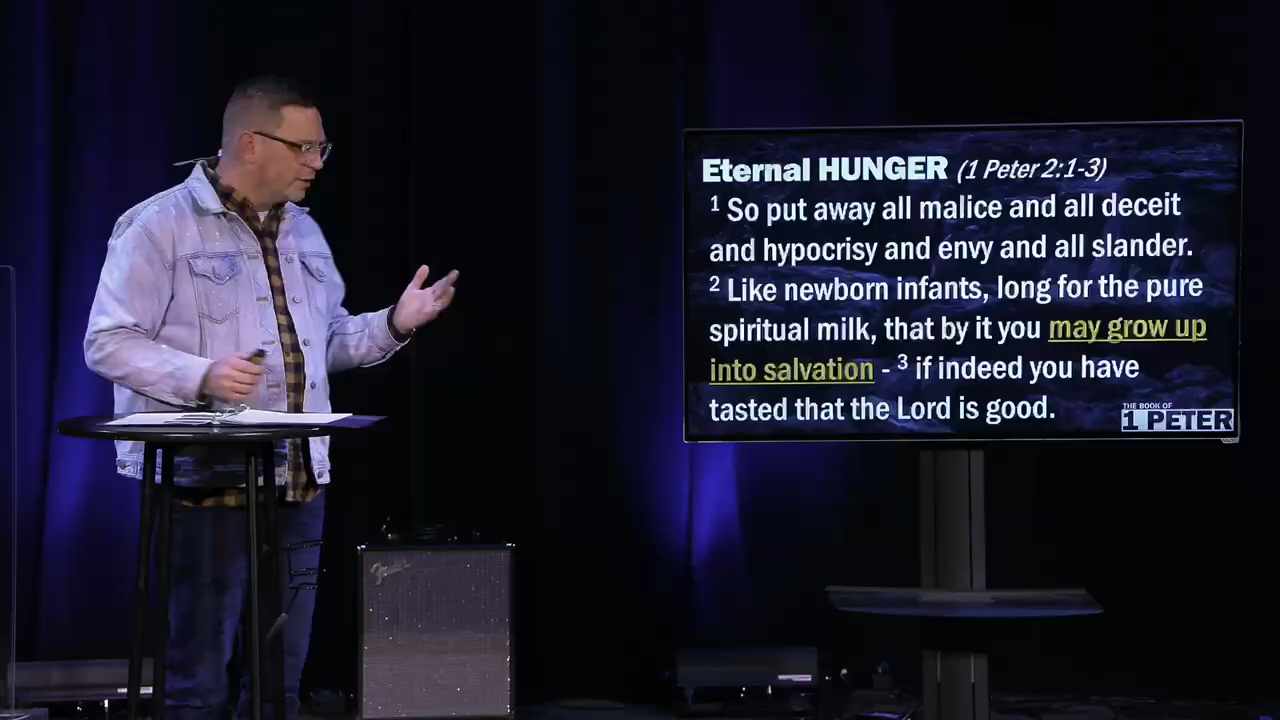 Eternal HUNGER (1 Peter 2:1-3)
1 So put away all malice and all deceit
and hypocrisy and envy and all slander.
2 Like newborn infants, long for the pure
spiritual milk, that by it you may grow up
into salvation - 3 if indeed you have
tasted that the Lord is good.
THE BOOK OF
1 PETER
Fender